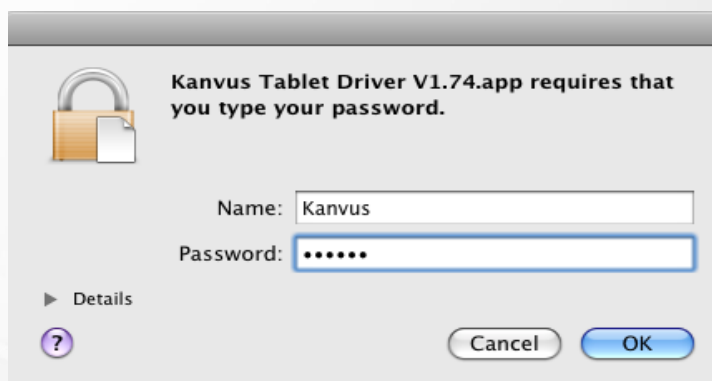 Kanvus Tablet Driver V1.74.app requires that
you type your password.
Name: Kanvus
Password: ••••••
Details
?
Cancel OK